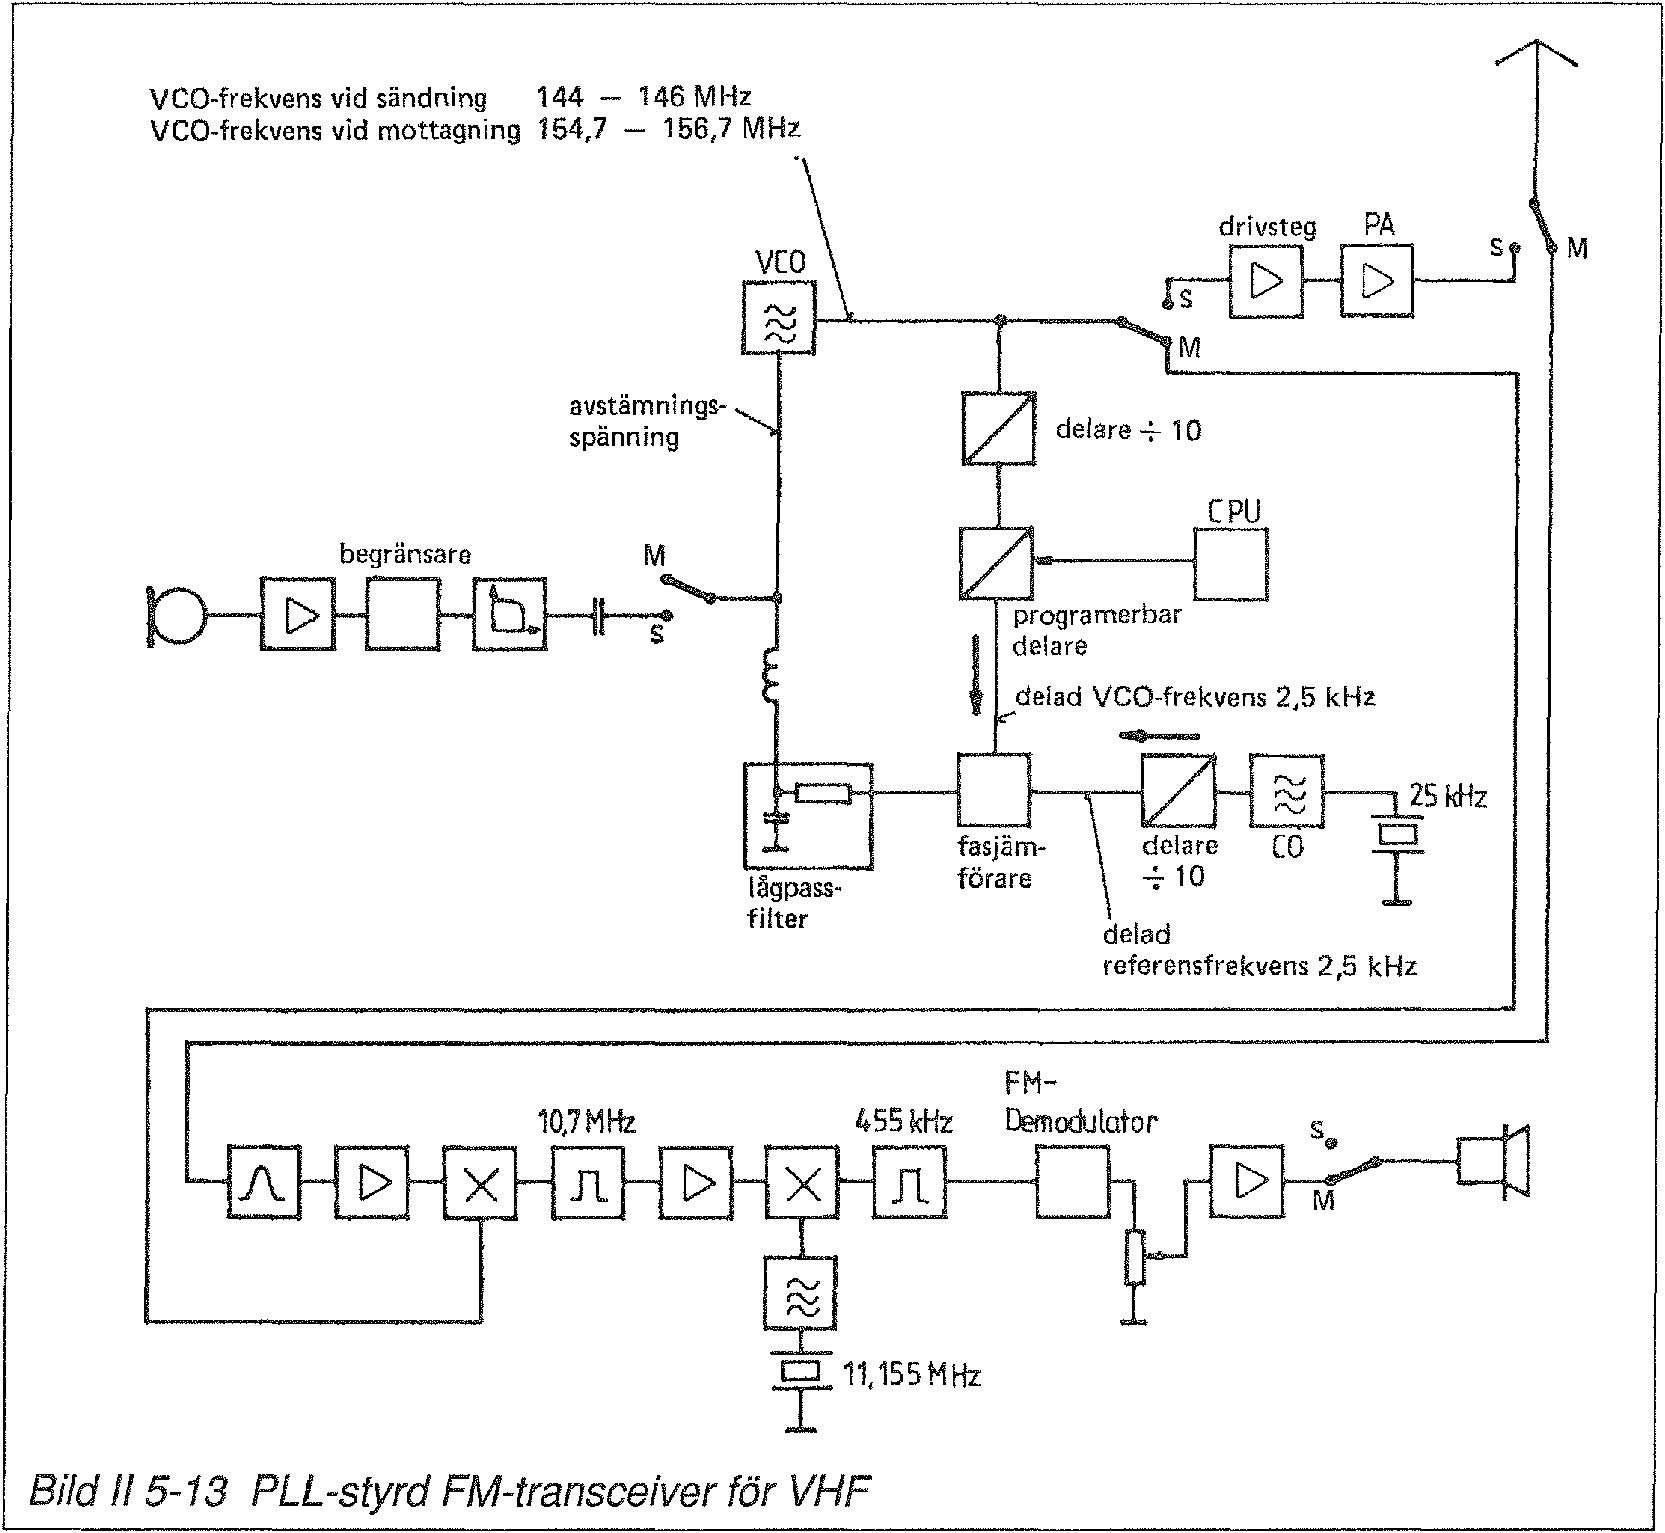 VCO-frekvens vid sändning 144 – 146 MHz
VCO-frekvens vid mottagning 154,7 – 156,7 MHz
drivsteg
PA
S
M
VCO
S
M
avstämnings-
spänning
delare ÷ 10
CPU
begränsare
M
S
programerbar
delare
delad VCO-frekvens 2,5 kHz
25 kHz
fasjäm-
förare
delare
÷ 10
CO
lågpass-
filter
delad
referensfrekvens 2,5 kHz
FM-
Demodulator
10,7 MHz
455 kHz
S
M
11,155 MHz
Bild II 5-13 PLL-styrd FM-transceiver för VHF